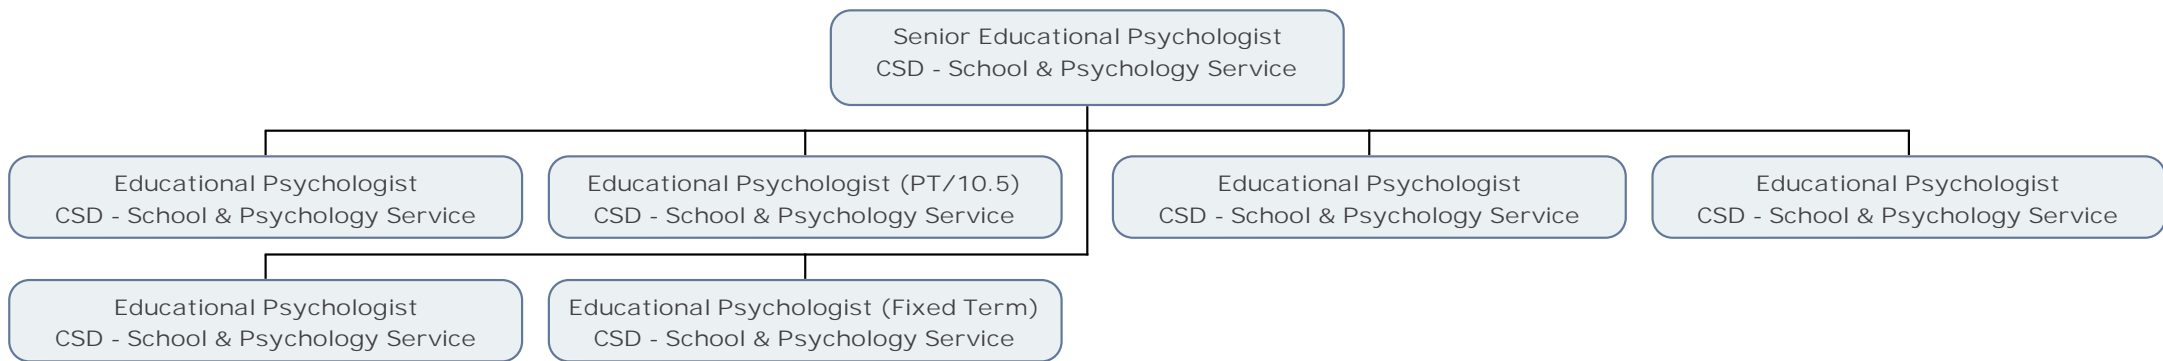 Senior Educational Psychologist
CSD - School & Psychology Service
Educational Psychologist
CSD - School & Psychology Service
Educational Psychologist (PT/10.5)
CSD - School & Psychology Service
Educational Psychologist
CSD - School & Psychology Service
Educational Psychologist
CSD - School & Psychology Service
Educational Psychologist
CSD - School & Psychology Service
Educational Psychologist (Fixed Term)
CSD - School & Psychology Service